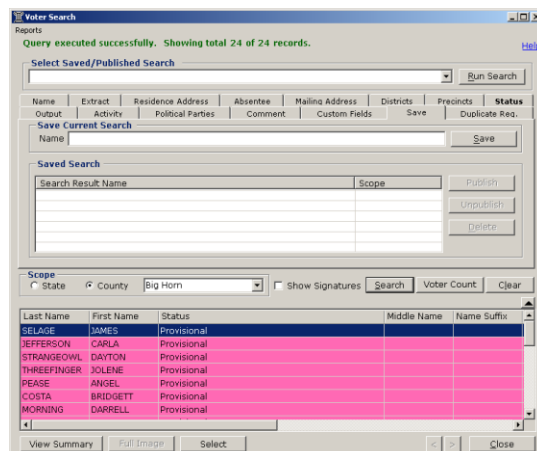 Voter Search
Reports
Query executed successfully. Showing total 24 of 24 records.
Help
Select Saved/Published Search
Run Search
Name Extract Residence Address Absentee Mailing Address Districts Precincts Status
Output Activity Political Parties Comment Custom Fields Save Duplicate Reg.
Save Current Search
Name Save
Saved Search
Search Result Name Scope
Publish
Unpublish
Delete
Scope
State County Big Horn Show Signatures Search Voter Count Clear
Last Name First Name Status Middle Name Name Suffix
SELAGE JAMES Provisional
JEFFERSON CARLA Provisional
STRANGEOWL DAYTON Provisional
THREEFINGER JOLENE Provisional
PEASE ANGEL Provisional
COSTA BRIDGETT Provisional
MORNING DARRELL Provisional
View Summary Full Image Select < > Close